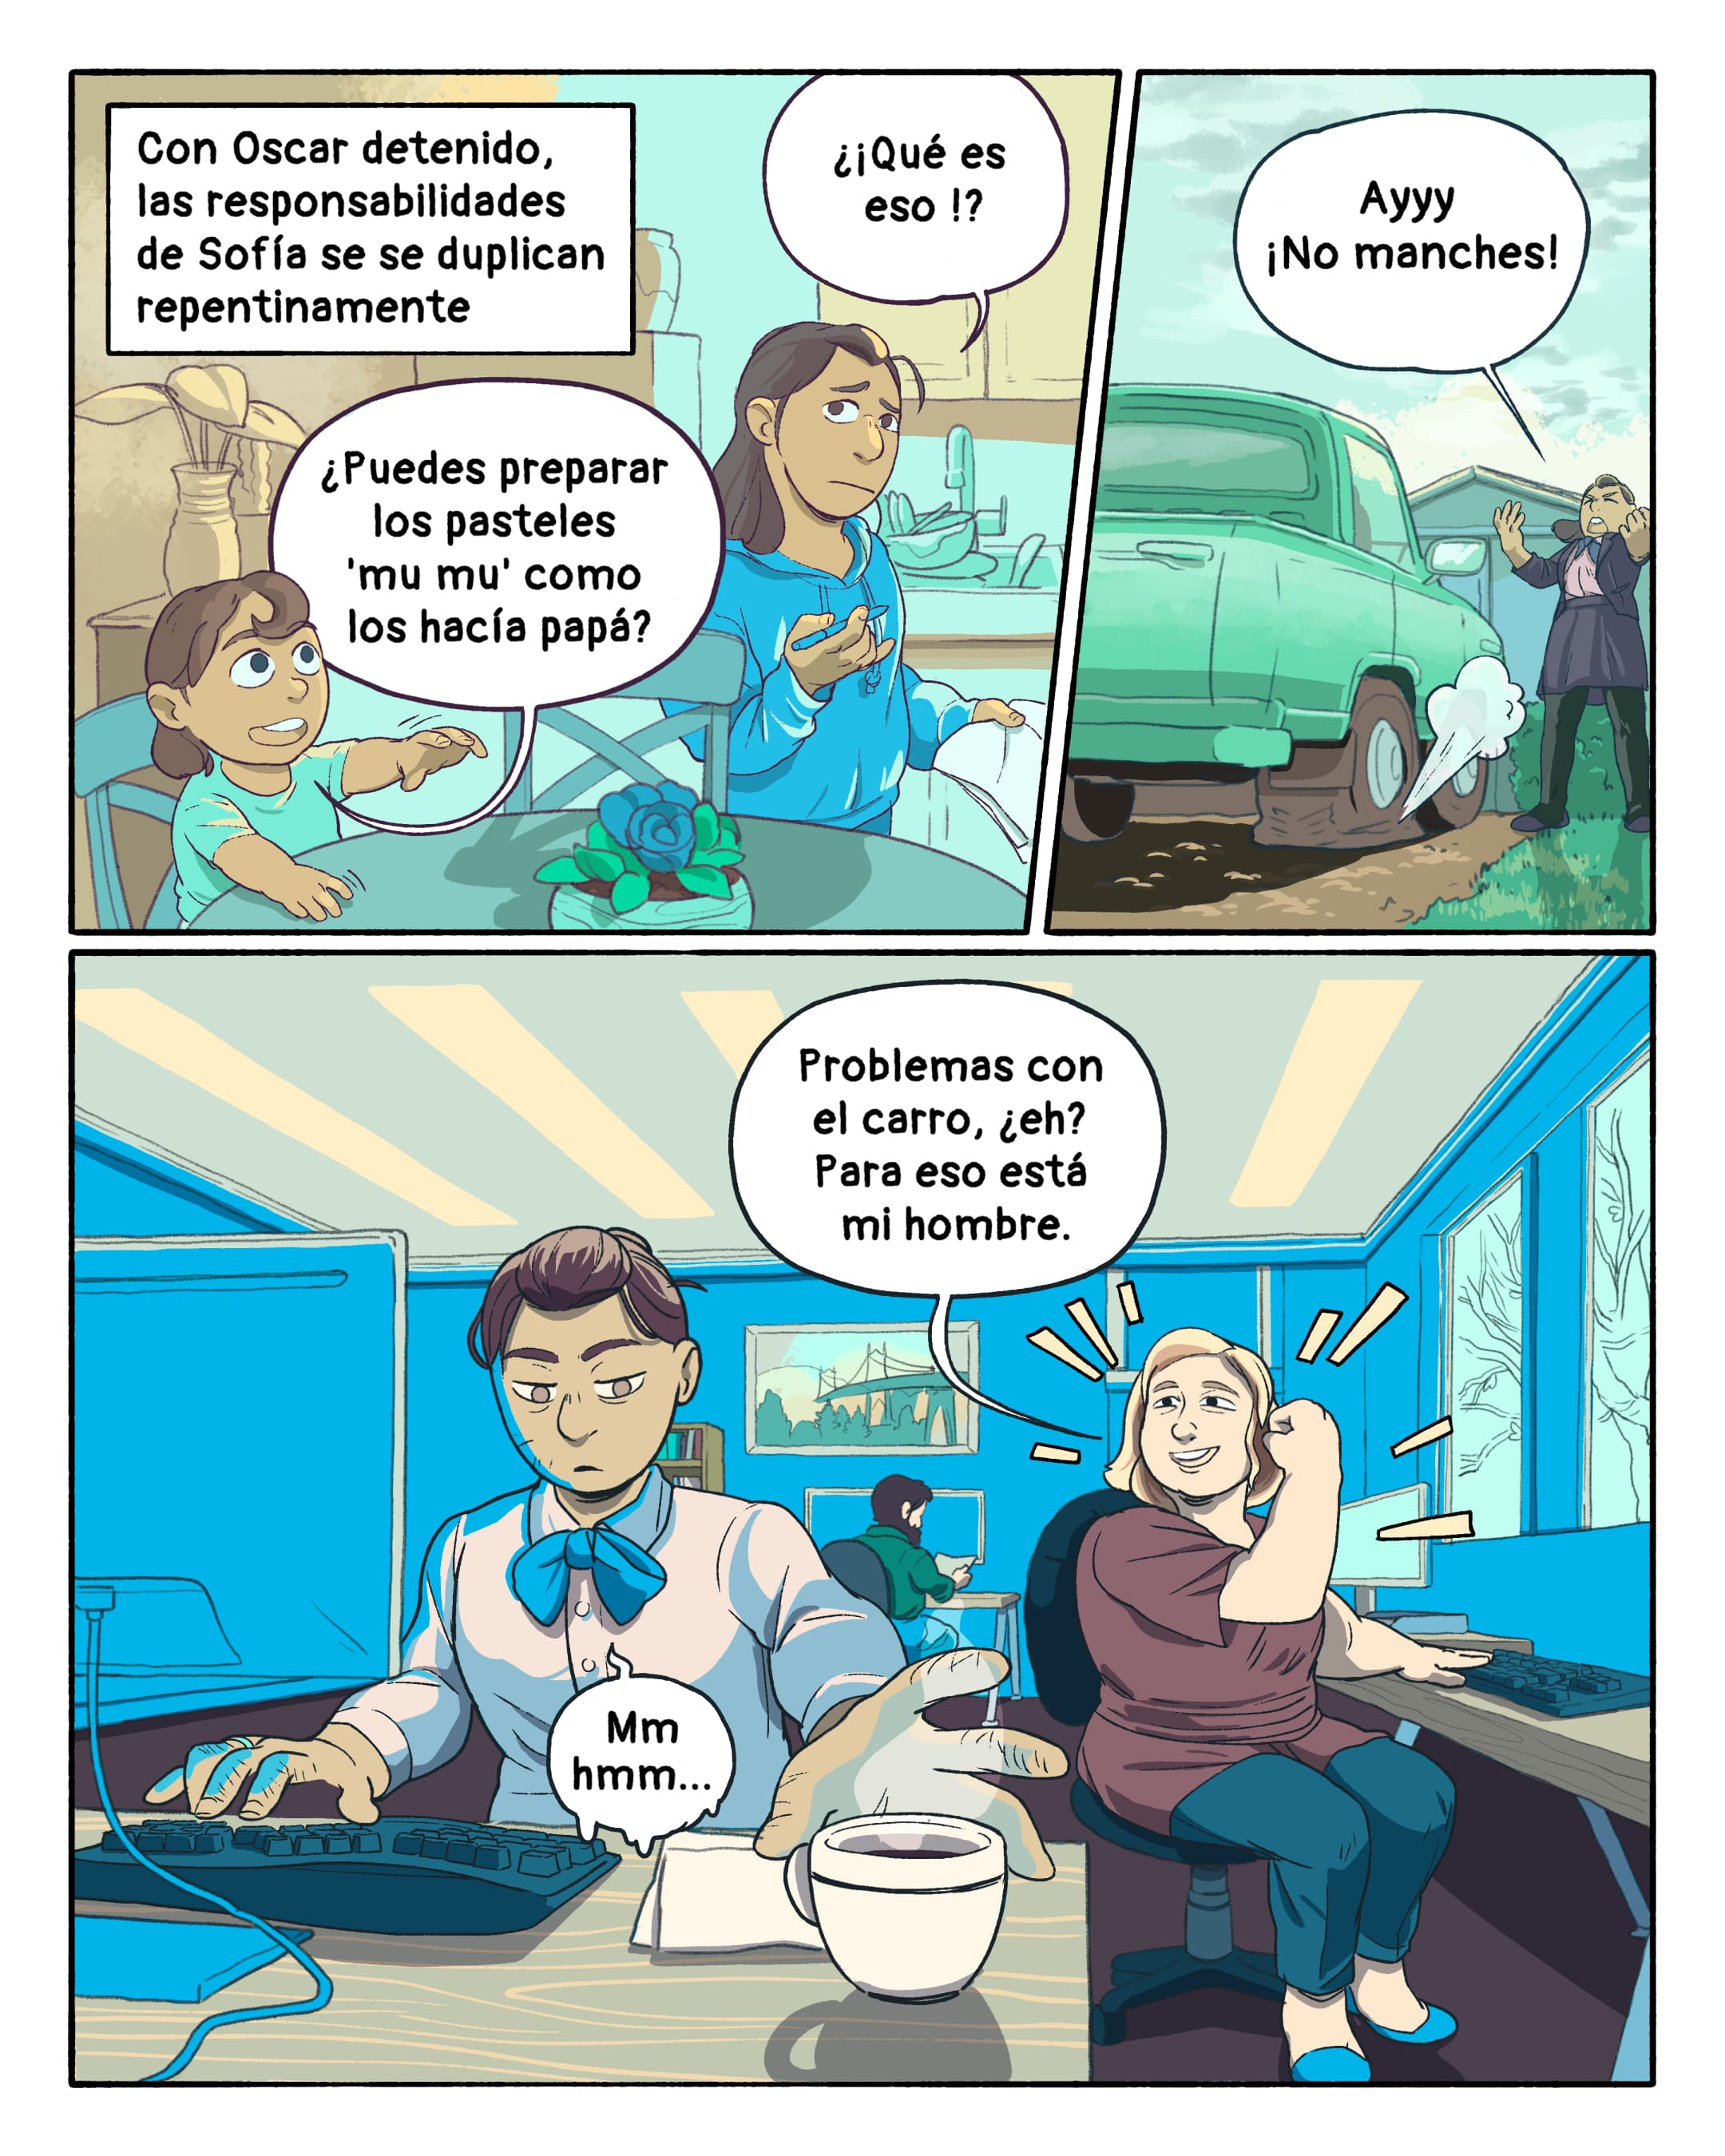 Con Oscar detenido,
las responsabilidades
de Sofía se se duplican
repentinamente
¿¡Qué es
eso !?
¿Puedes preparar
los pasteles
'mu mu' como
los hacía papá?
Ayyy
¡No manches!
Problemas con
el carro, ¿eh?
Para eso está
mi hombre.
Mm
hmm...